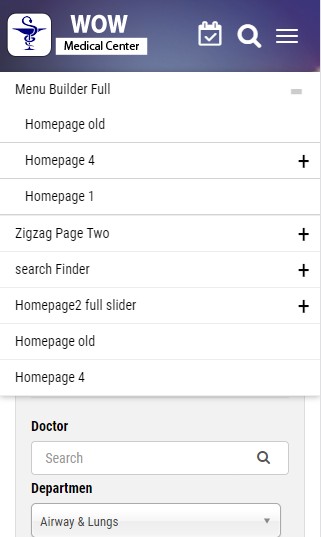 WOW
Medical Center
Menu Builder Full
Homepage old
Homepage 4
Homepage 1
Zigzag Page Two
search Finder
Homepage2 full slider
Homepage old
Homepage 4
Doctor
Search
Departmen
Airway & Lungs